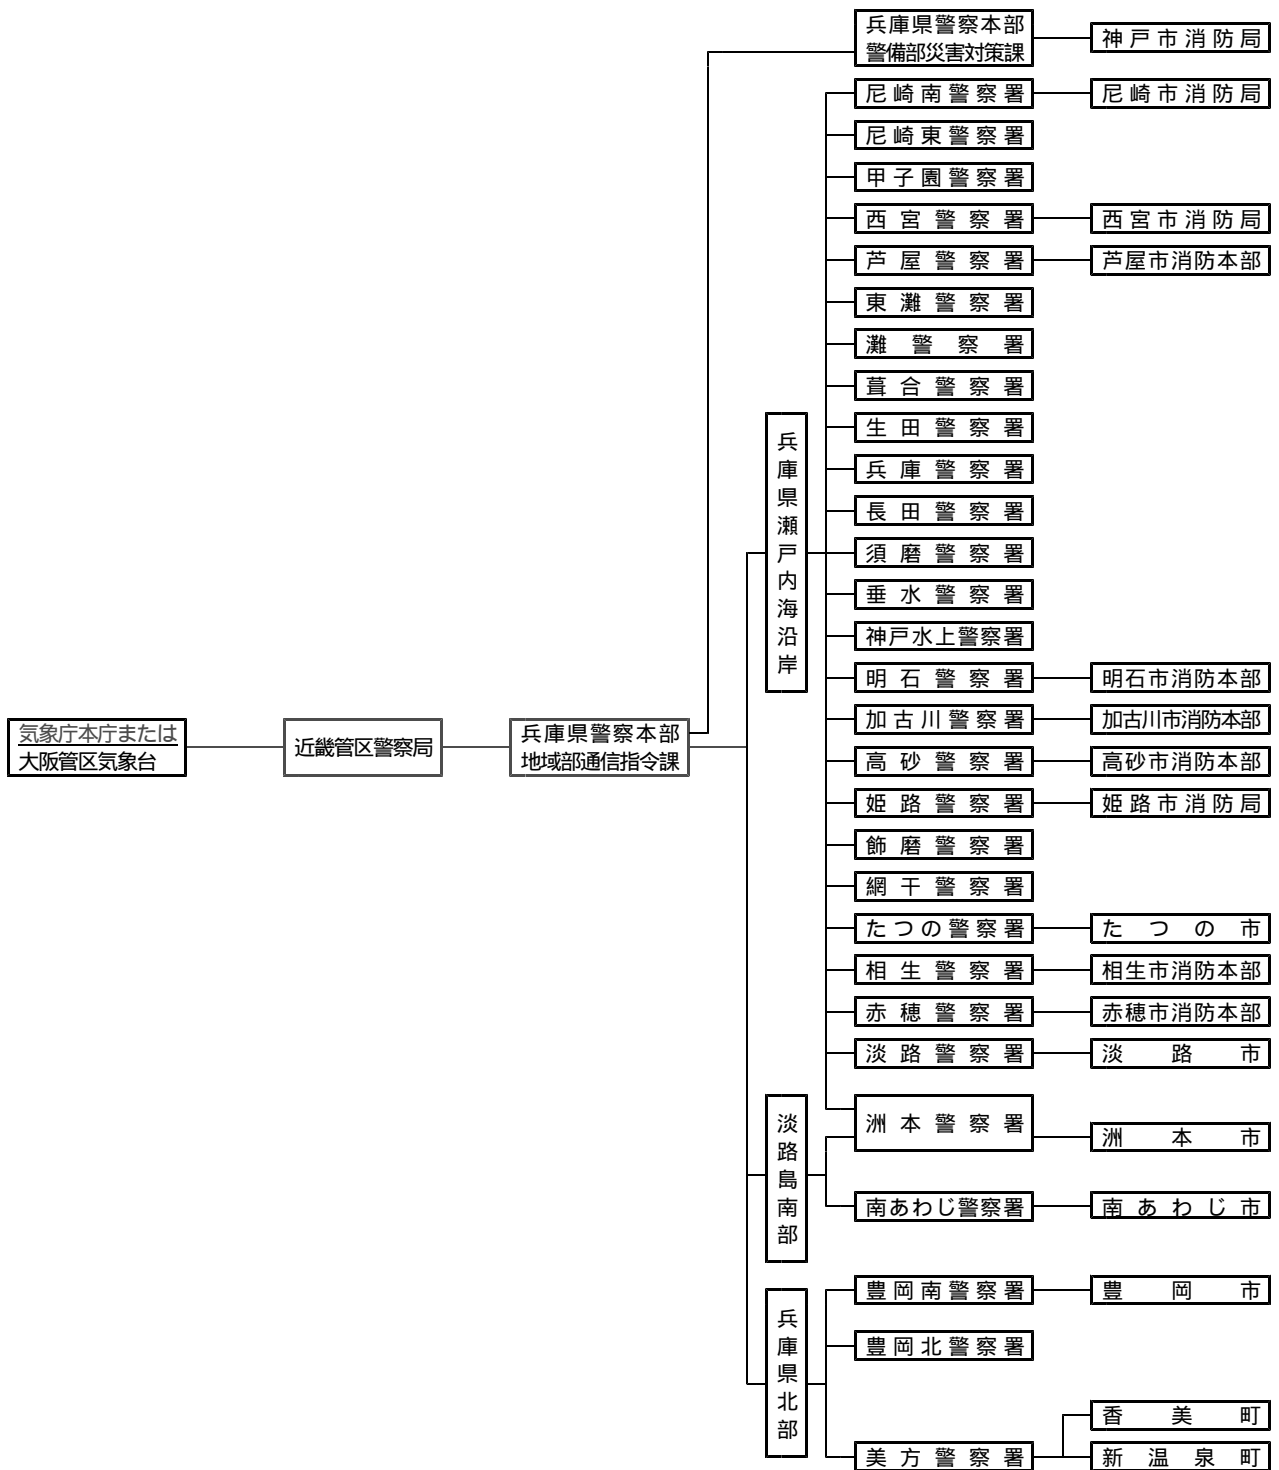 兵庫県警察本部
警備部災害対策課
神戸市消防局
尼崎南警察署
尼崎市消防局
尼崎東警察署
甲子園警察署
西宮警察署
西宮市消防局
芦屋警察署
芦屋市消防本部
東灘警察署
灘警察署
葺合警察署
生田警察署
兵庫警察署
長田警察署
須磨警察署
垂水警察署
神戸水上警察署
兵庫県瀬戸内海沿岸
明石警察署
明石市消防本部
気象庁本庁または
大阪管区気象台
近畿管区警察局
兵庫県警察本部
地域部通信指令課
加古川警察署
加古川市消防本部
高砂警察署
高砂市消防本部
姫路警察署
姫路市消防局
飾磨警察署
網干警察署
たつの警察署
たつの市
相生警察署
相生市消防本部
赤穂警察署
赤穂市消防本部
淡路警察署
淡路市
淡路島南部
洲本警察署
洲本市
南あわじ警察署
南あわじ市
兵庫県北部
豊岡南警察署
豊岡市
豊岡北警察署
香美町
美方警察署
新温泉町